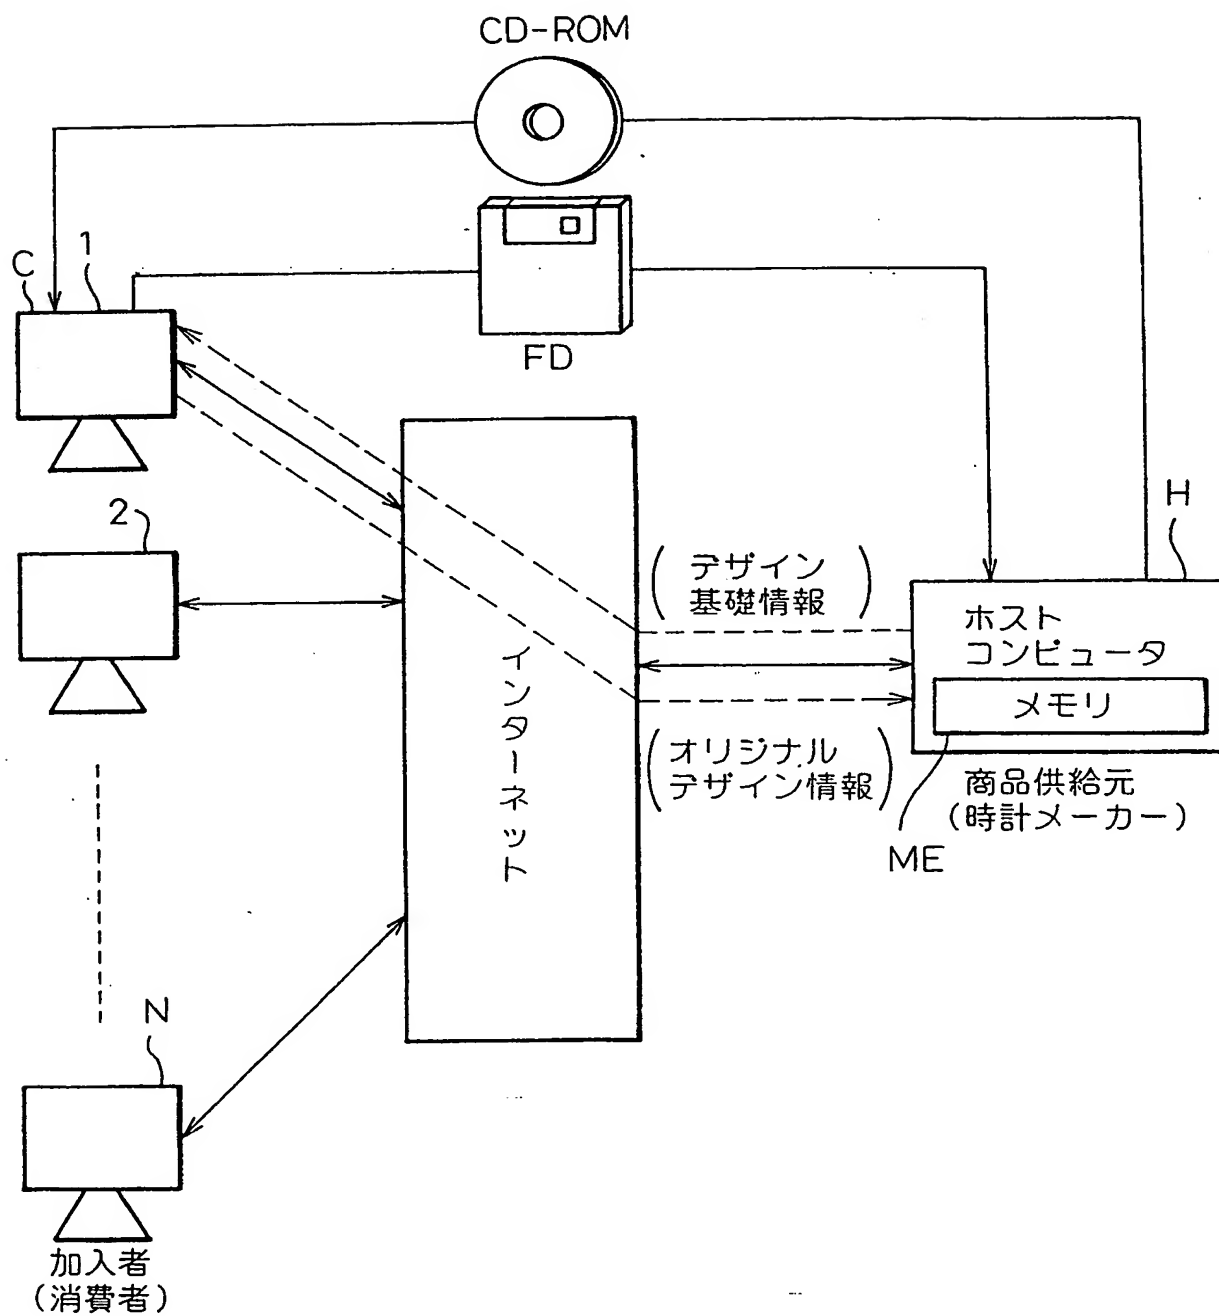 CD-ROM
FD
C
1
2
N
インターネット
(デザイン
基礎情報)
(オリジナル
デザイン情報)
H
ホスト
コンピュータ
メモリ
商品供給元
(時計メーカー)
ME
加入者
(消費者)